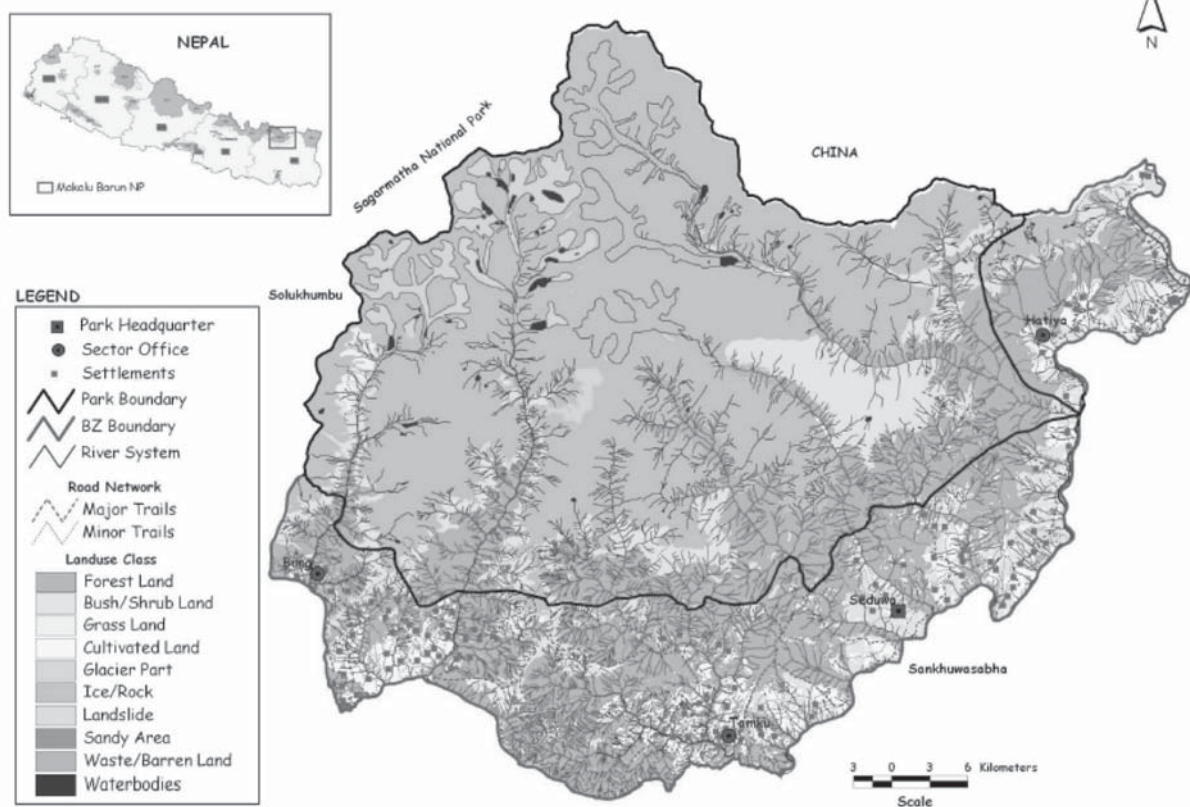 NEPAL
Makalu Barun NP
N
Sagarmatha National Park
CHINA
Solukhumbu
Hatiya
Bung
Seduwa
Sankhuwasabha
Tamku
LEGEND
Park Headquarter
Sector Office
Settlements
Park Boundary
BZ Boundary
River System
Road Network
Major Trails
Minor Trails
Landuse Class
Forest Land
Bush/Shrub Land
Grass Land
Cultivated Land
Glacier Part
Ice/Rock
Landslide
Sandy Area
Waste/Barren Land
Waterbodies
3 0 3 6 Kilometers
Scale